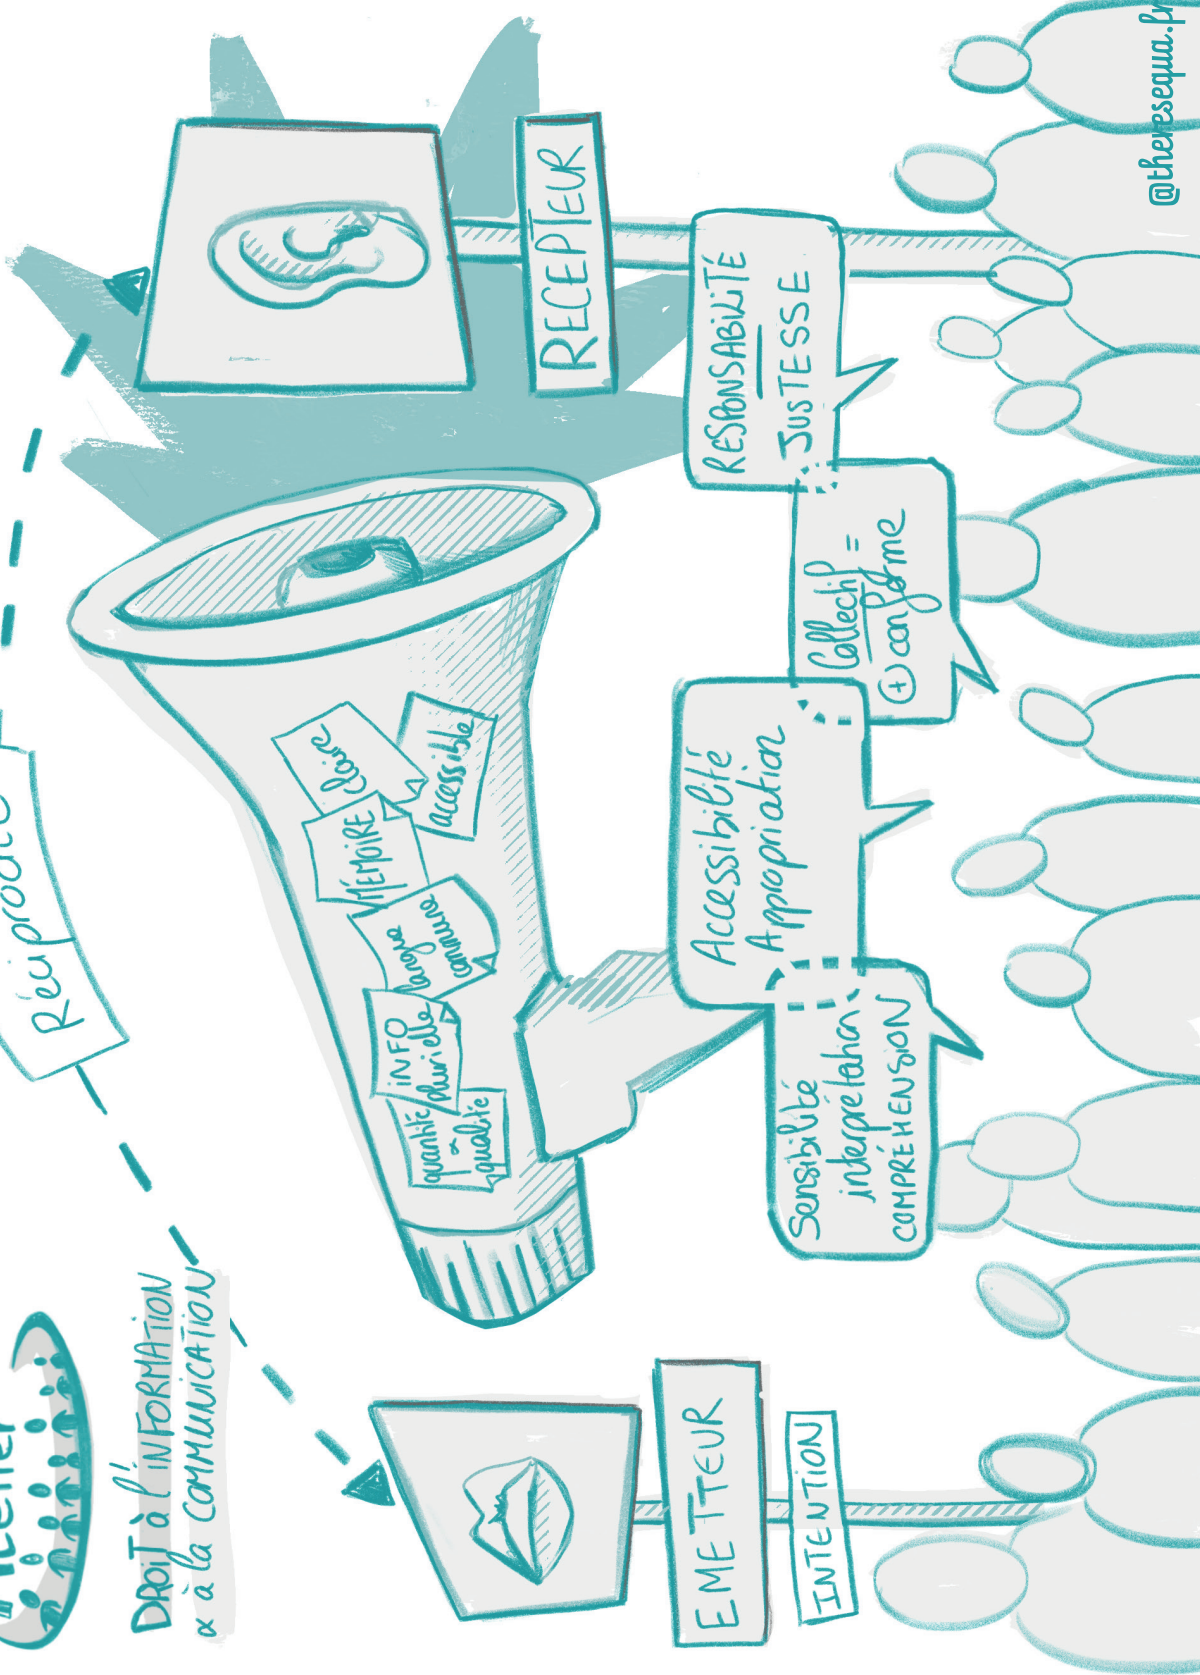 Atelier
DROIT à l'INFORMATION
& à la COMMUNICATION
Réciprocité
EMETTEUR
INTENTION
quantité
&
qualité
INFO
plurielle
langue
commune
MÉMOIRE
Claire
accessible
RECEPTEUR
Sensibilité
interprétation
COMPRÉHENSION
Accessibilité
Appropriation
Collectif =
+ conforme
RESPONSABILITÉ
JUSTESSE
@theresequa.fr